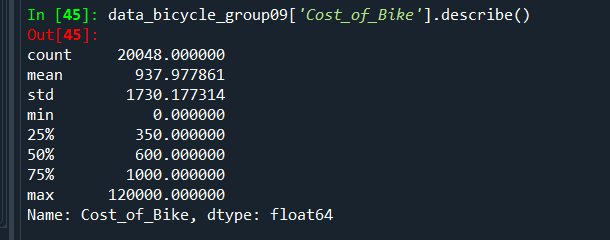 In [45]: data_bicycle_group09['Cost_of_Bike'].describe()
Out[45]:
count     20048.000000
mean        937.977861
std        1730.177314
min           0.000000
25%         350.000000
50%         600.000000
75%        1000.000000
max      120000.000000
Name: Cost_of_Bike, dtype: float64